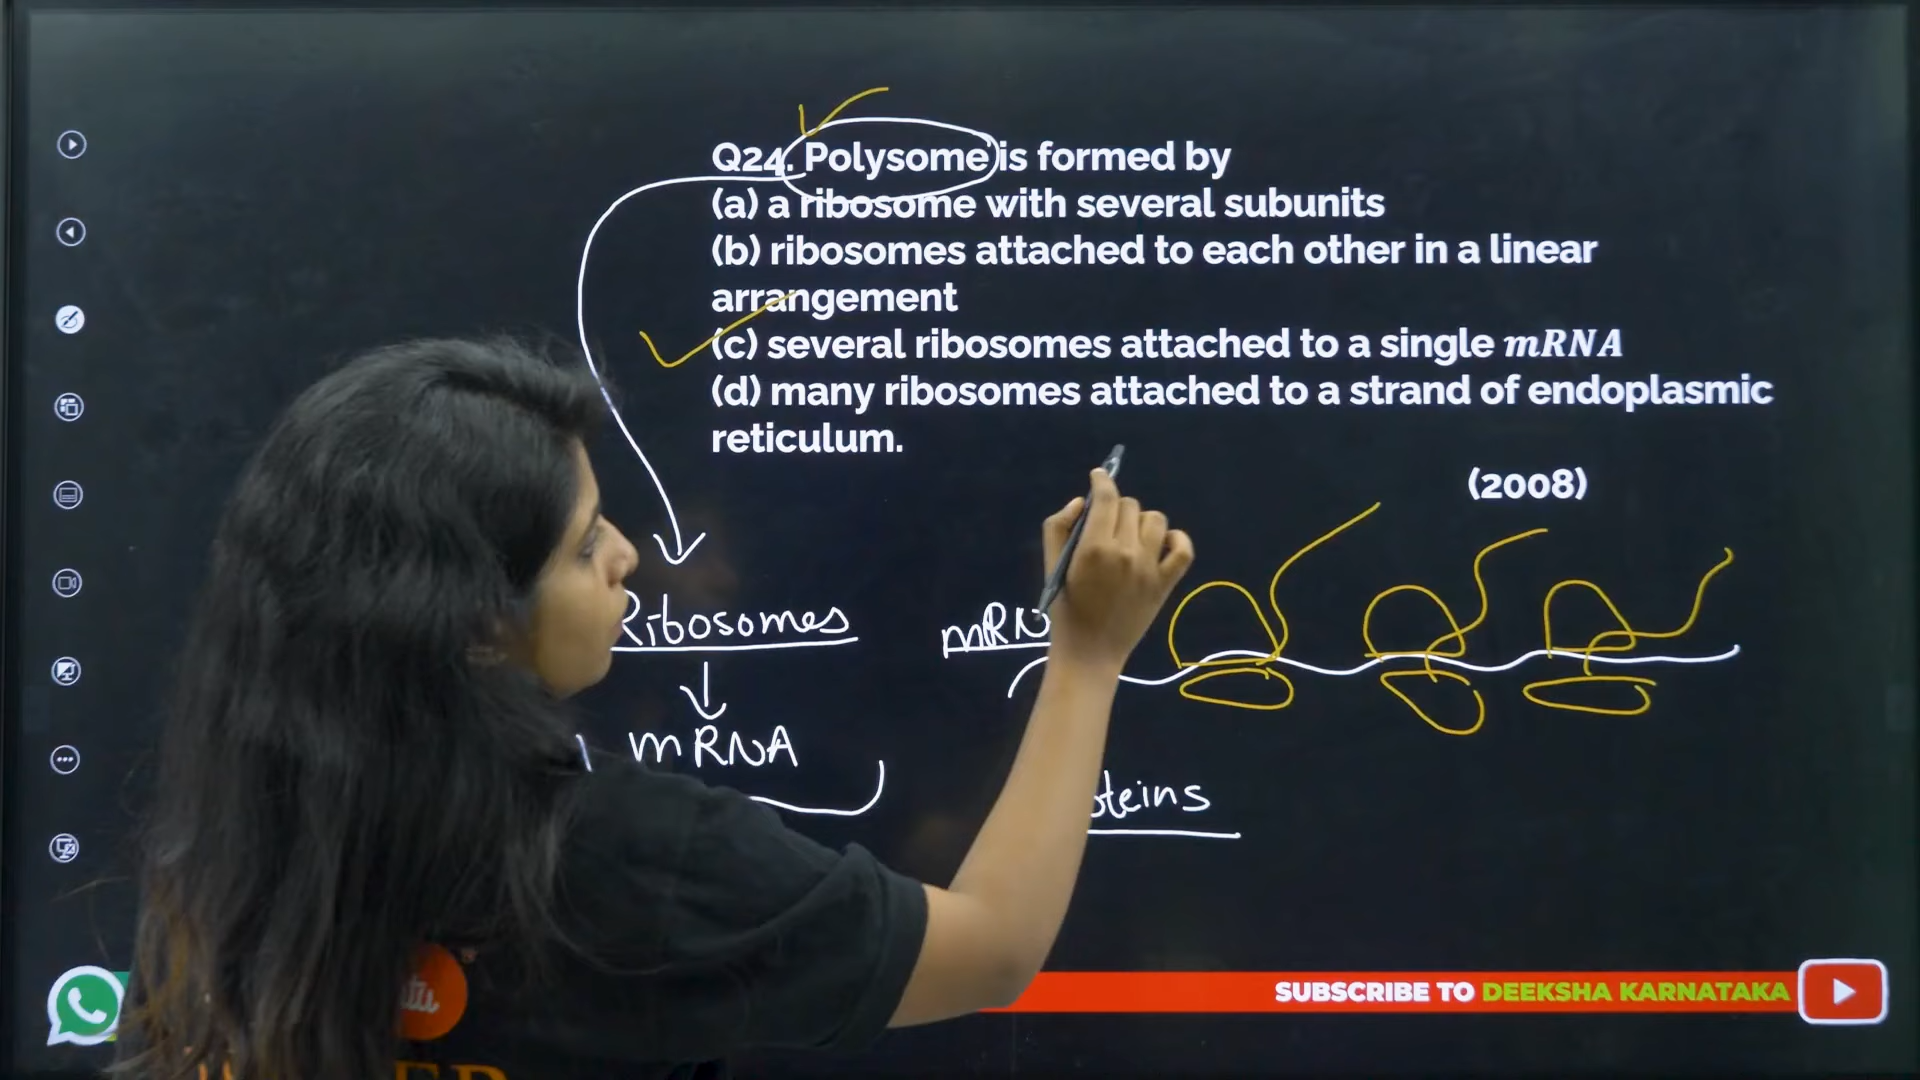 Q24. Polysome is formed by
(a) a ribosome with several subunits
(b) ribosomes attached to each other in a linear
arrangement
(c) several ribosomes attached to a single mRNA
(d) many ribosomes attached to a strand of endoplasmic
reticulum.
(2008)
Ribosomes
mRNA
SUBSCRIBE TO DEEKSHA KARNATAKA